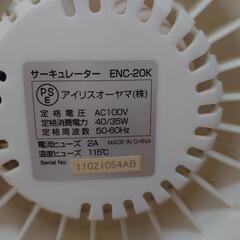 サーキュレーター ENC-20K
PS E アイリスオーヤマ(株)
定格電圧 AC100V
定格消費電力 40/35W
定格周波数 50-60Hz
電流ヒューズ 2A MADE IN CHINA
温度ヒューズ 115℃
Serial No: 11021054AB